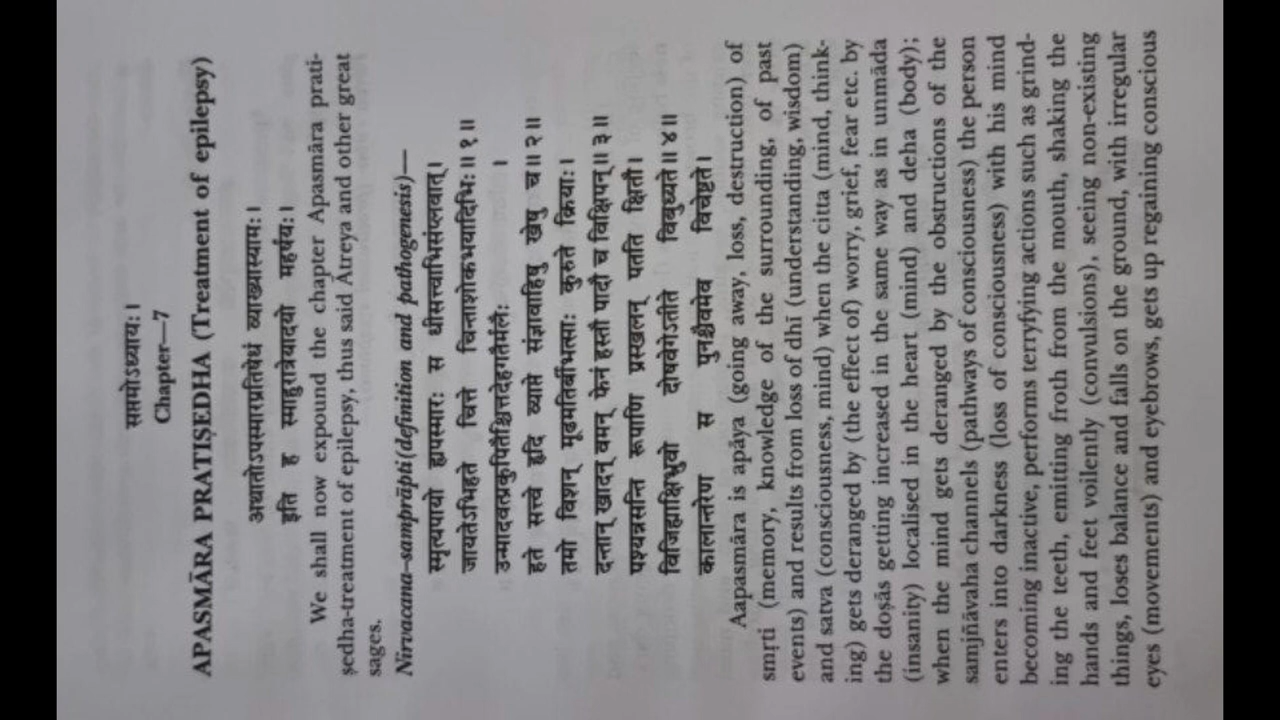 सप्तमोऽध्यायः।
Chapter—7
APASMĀRA PRATIṢEDHA (Treatment of epilepsy)
अथातोऽपस्मारप्रतिषेधं व्याख्यास्यामः।
इति ह स्माहुरात्रेयादयो महर्षयः।
We shall now expound the chapter Apasmāra prati-
ṣedha-treatment of epilepsy, thus said Ātreya and other great
sages.
Nirvacana-samprāpti(definition and pathogenesis)—
स्मृत्यपायो ह्यपस्मारः स धीसत्त्वाभिसंप्लवात्।
जायतेऽभिहते चित्ते चिन्ताशोकभयादिभिः॥१॥
उन्मादवत्प्रकुपितैश्चित्तदेहगतैर्मलैः ।
हते सत्त्वे हृदि व्याप्ते संज्ञावाहिषु खेषु च॥२॥
तमो विशन् मूढमतिर्बीभत्साः कुरुते क्रियाः।
दन्तान् खादन् वमन् फेनं हस्तौ पादौ च विक्षिपन्॥३॥
पश्यन्नसन्ति रूपाणि प्रस्खलन् पतति क्षितौ।
विजिह्माक्षिभ्रुवो दोषवेगेऽतीते विबुध्यते॥४॥
कालान्तरेण स पुनश्चैवमेव विचेष्टते।
Aapasmāra is apāya (going away, loss, destruction) of
smṛti (memory, knowledge of the surrounding, of past
events) and results from loss of dhī (understanding, wisdom)
and satva (consciousness, mind) when the citta (mind, think-
ing) gets deranged by (the effect of) worry, grief, fear etc. by
the doṣās getting increased in the same way as in unmāda
(insanity) localised in the heart (mind) and deha (body);
when the mind gets deranged by the obstructions of the
samjñāvaha channels (pathways of consciousness) the person
enters into darkness (loss of consciousness) with his mind
becoming inactive, performs terryfying actions such as grind-
ing the teeth, emitting froth from the mouth, shaking the
hands and feet voilently (convulsions), seeing non-existing
things, loses balance and falls on the ground, with irregular
eyes (movements) and eyebrows, gets up regaining conscious